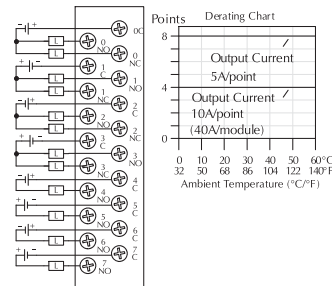 Points
Derating Chart
8
Output Current
5A/point
4
Output Current
10A/point
(40A/module)
0
0 10 20 30 40 50 60°C
32 50 68 86 104 122 140°F
Ambient Temperature (°C/°F)
- +
0C
L
0
NO
L
0
NC
+ -
1
C
L
1
NO
L
1
NC
- +
2
C
L
2
NO
L
2
NC
+ -
3
C
L
3
NO
L
3
NC
- +
4
C
L
4
NO
+ -
5
C
L
5
NO
- +
6
C
L
6
NO
+ -
7
C
L
7
NO